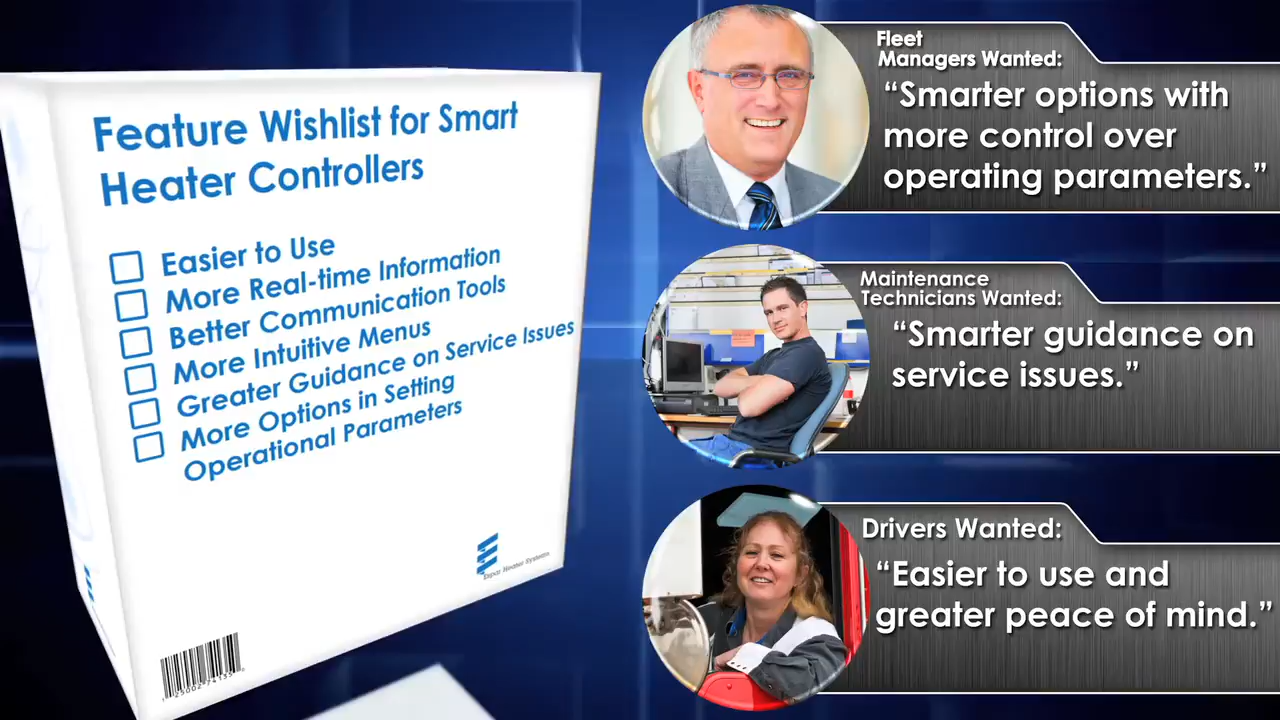 Feature Wishlist for Smart
Heater Controllers
Easier to Use
More Real-time Information
Better Communication Tools
More Intuitive Menus
Greater Guidance on Service Issues
More Options in Setting
Operational Parameters
Espar Heater Systems
Fleet
Managers Wanted:
“Smarter options with
more control over
operating parameters.”
Maintenance
Technicians Wanted:
“Smarter guidance on
service issues.”
Drivers Wanted:
“Easier to use and
greater peace of mind.”